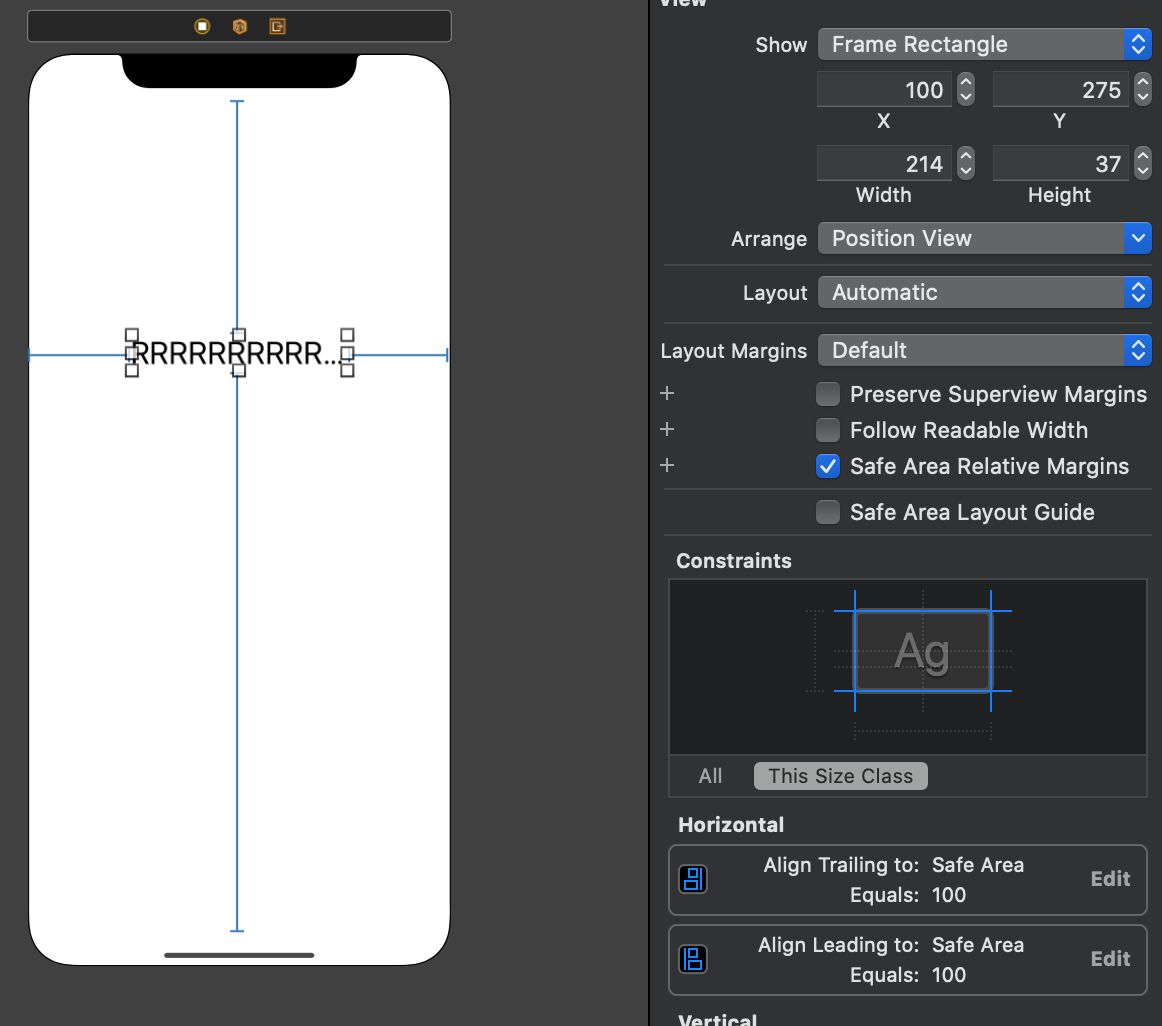 View
Show Frame Rectangle
100 275
X Y
214 37
Width Height
Arrange Position View
Layout Automatic
RRRRRRRRRR...
Layout Margins Default
Preserve Superview Margins
Follow Readable Width
Safe Area Relative Margins
Safe Area Layout Guide
Constraints
Ag
All This Size Class
Horizontal
Align Trailing to: Safe Area
Equals: 100
Edit
Align Leading to: Safe Area
Equals: 100
Edit
Vertical